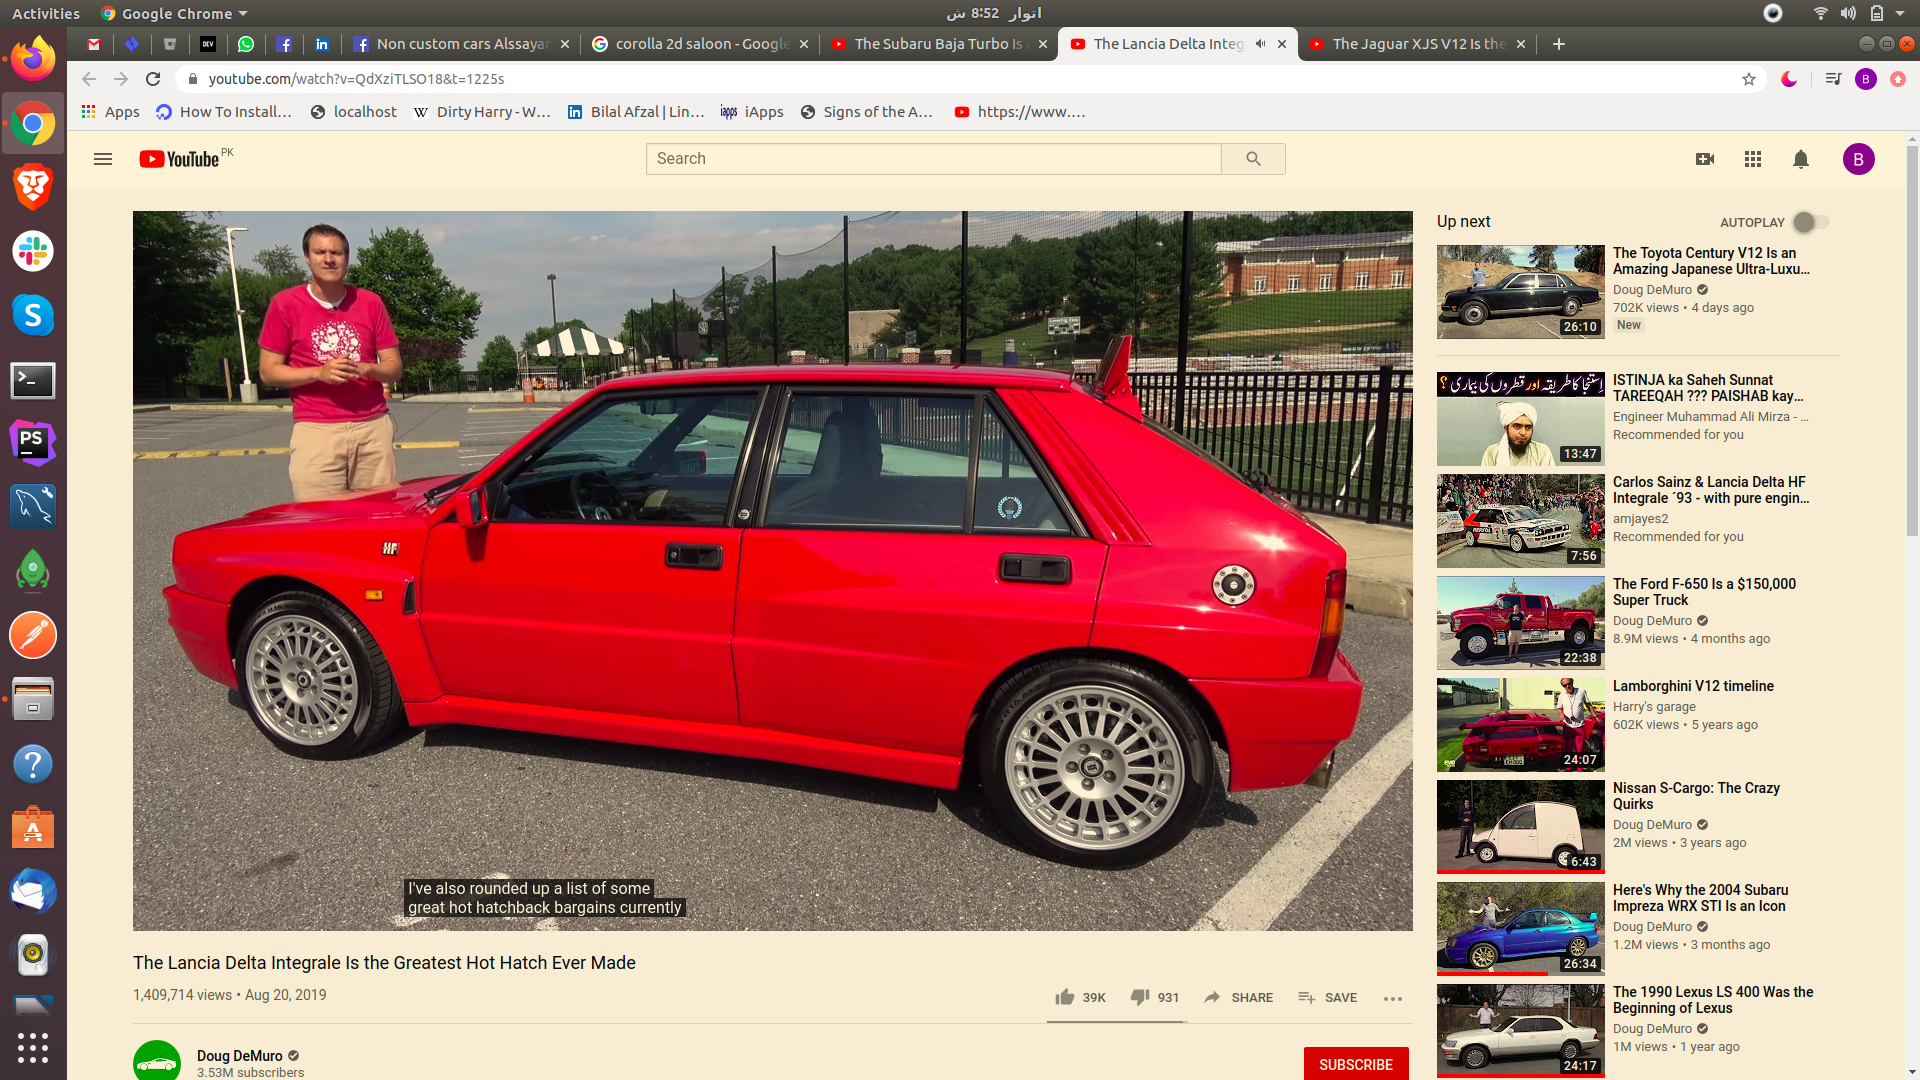 Activities
Google Chrome
اتوار 8:52 ش
Non custom cars Alssayar
corolla 2d saloon - Google
The Subaru Baja Turbo Is
The Lancia Delta Integ
The Jaguar XJS V12 Is the
youtube.com/watch?v=QdXziTLSO18&t=1225s
B
Apps
How To Install...
localhost
Dirty Harry - W...
Bilal Afzal | Lin...
iApps
Signs of the A...
https://www....
YouTube PK
Search
B
HF
I've also rounded up a list of some
great hot hatchback bargains currently
The Lancia Delta Integrale Is the Greatest Hot Hatch Ever Made
1,409,714 views • Aug 20, 2019
39K
931
SHARE
SAVE
Doug DeMuro
3.53M subscribers
SUBSCRIBE
Up next
AUTOPLAY
26:10
The Toyota Century V12 Is an
Amazing Japanese Ultra-Luxu...
Doug DeMuro
702K views • 4 days ago
New
استنجا کا طریقہ اور قطروں کی بیماری ؟
13:47
ISTINJA ka Saheh Sunnat
TAREEQAH ??? PAISHAB kay...
Engineer Muhammad Ali Mirza - ...
Recommended for you
7:56
Carlos Sainz & Lancia Delta HF
Integrale ´93 - with pure engin...
amjayes2
Recommended for you
22:38
The Ford F-650 Is a $150,000
Super Truck
Doug DeMuro
8.9M views • 4 months ago
24:07
Lamborghini V12 timeline
Harry's garage
602K views • 5 years ago
6:43
Nissan S-Cargo: The Crazy
Quirks
Doug DeMuro
2M views • 3 years ago
26:34
Here's Why the 2004 Subaru
Impreza WRX STI Is an Icon
Doug DeMuro
1.2M views • 3 months ago
24:17
The 1990 Lexus LS 400 Was the
Beginning of Lexus
Doug DeMuro
1M views • 1 year ago